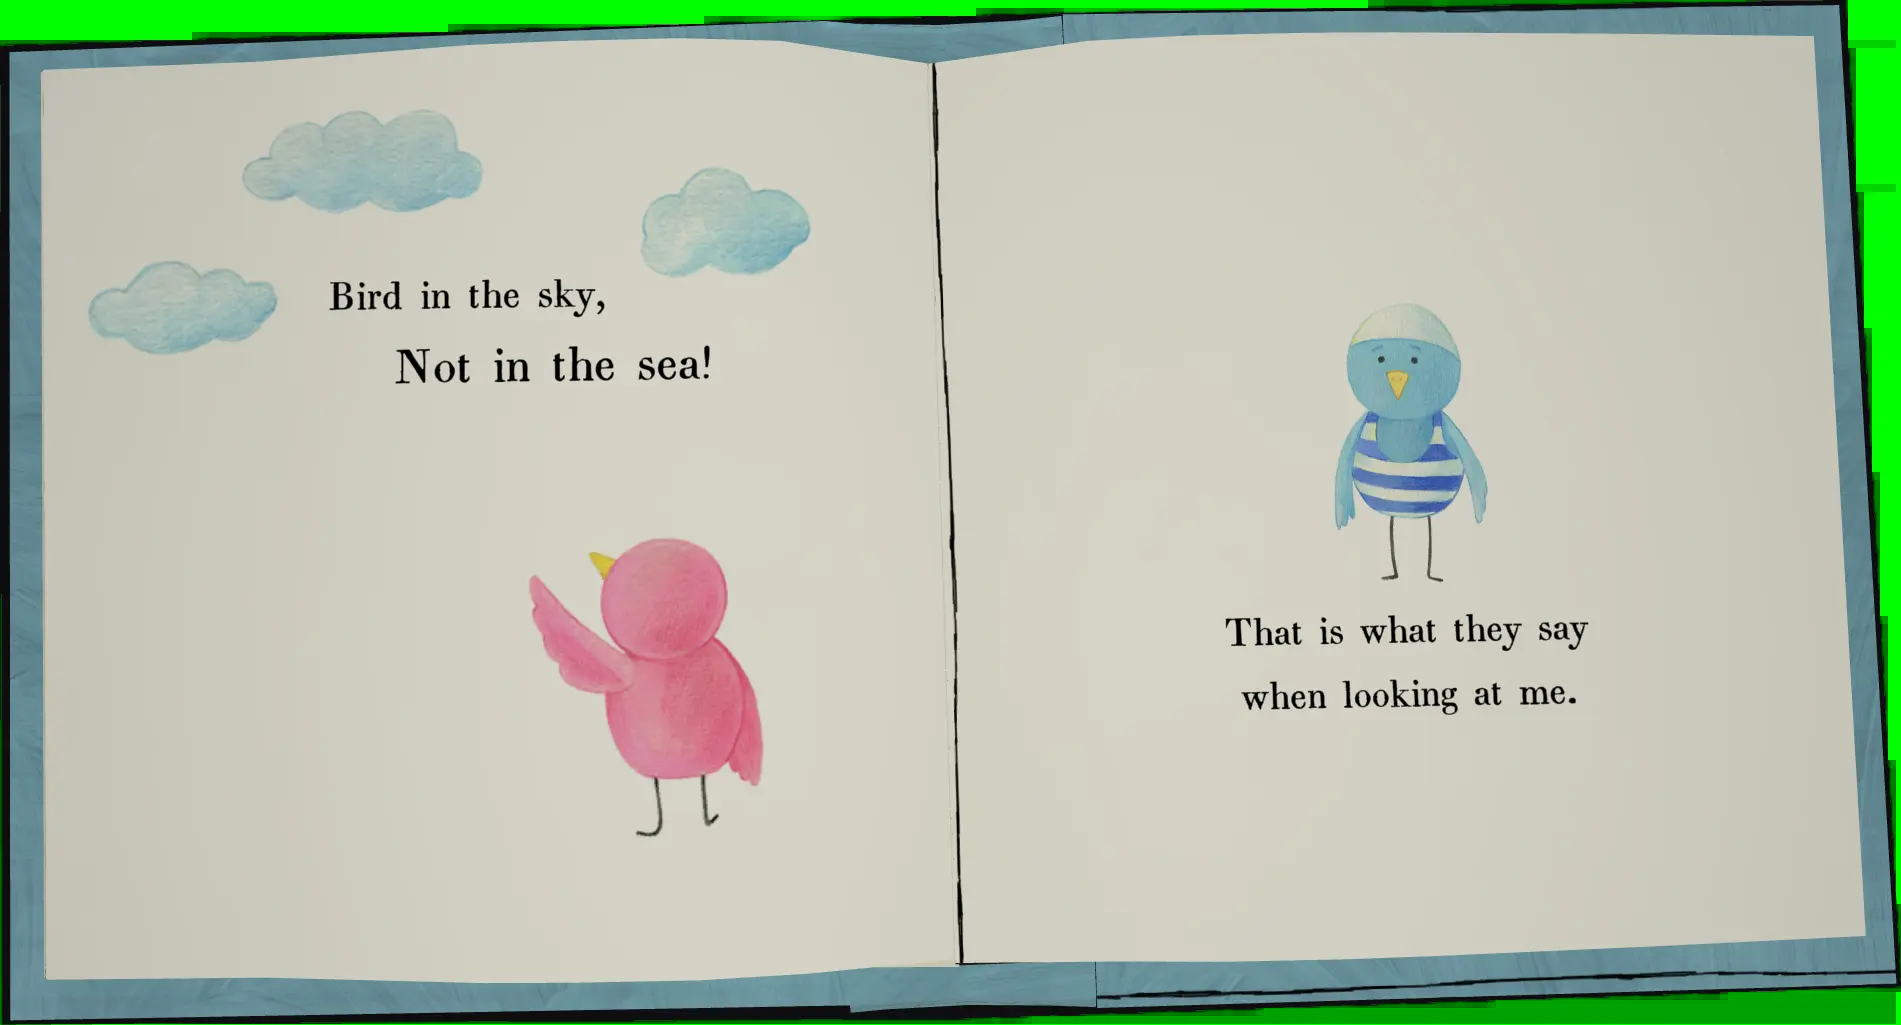 Bird in the sky,
Not in the sea!
That is what they say
when looking at me.